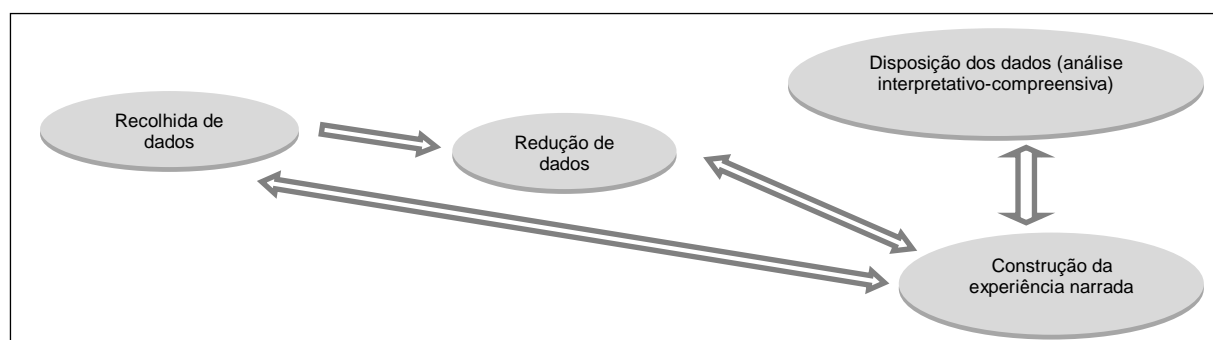 Disposição dos dados (análise
interpretativo-compreensiva)
Recolhida de
dados
Redução de
dados
Construção da
experiência narrada